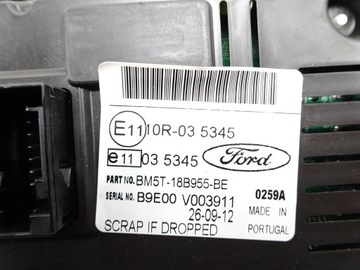 E11 10R-03 5345
e11 03 5345 Ford
PART NO. BM5T-18B955-BE
SERIAL NO. B9E00 V003911 0259A
26-09-12 MADE IN
SCRAP IF DROPPED PORTUGAL